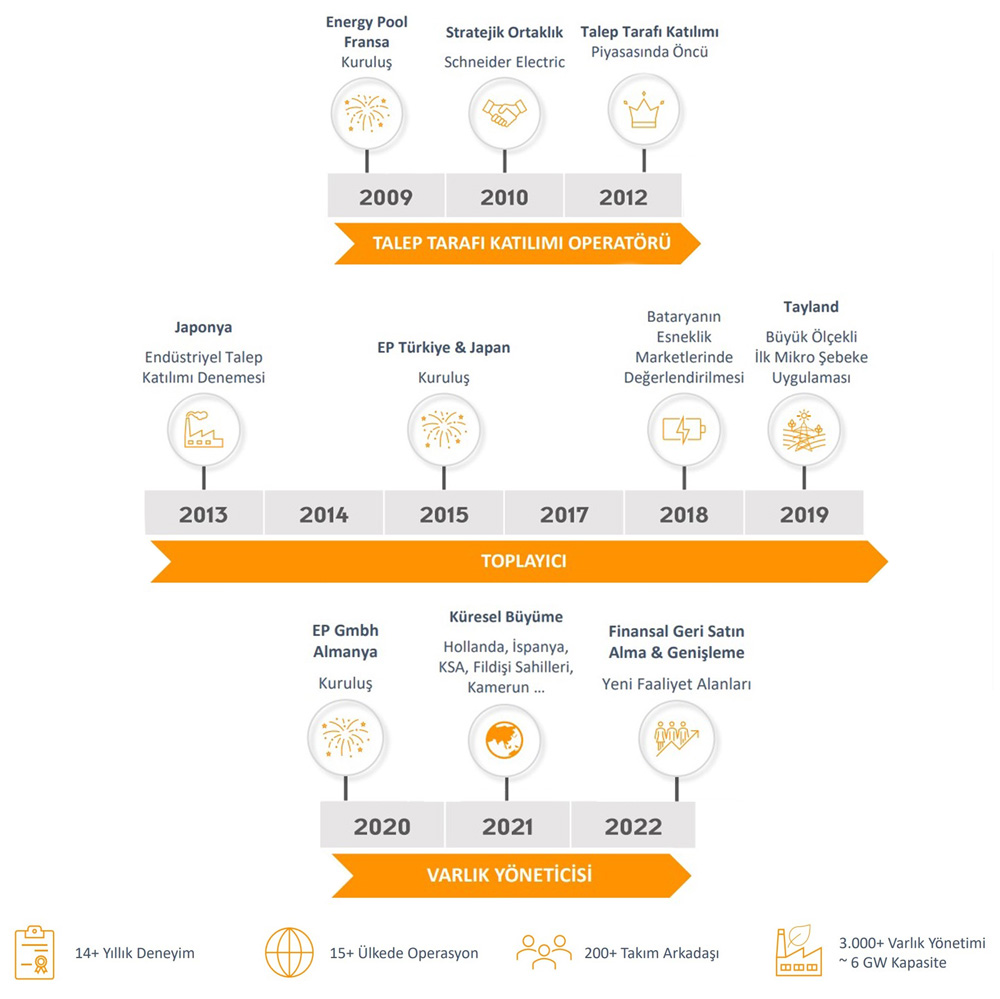 Energy Pool
Fransa
Kuruluş
Stratejik Ortaklık
Schneider Electric
Talep Tarafı Katılımı
Piyasasında Öncü
2009
2010
2012
TALEP TARAFI KATILIMI OPERATÖRÜ
Japonya
Endüstriyel Talep
Katılımı Denemesi
EP Türkiye & Japan
Kuruluş
Bataryanın
Esneklik
Marketlerinde
Değerlendirilmesi
Tayland
Büyük Ölçekli
İlk Mikro Şebeke
Uygulaması
2013
2014
2015
2017
2018
2019
TOPLAYICI
EP Gmbh
Almanya
Kuruluş
Küresel Büyüme
Hollanda, İspanya,
KSA, Fildişi Sahilleri,
Kamerun ...
Finansal Geri Satın
Alma & Genişleme
Yeni Faaliyet Alanları
2020
2021
2022
VARLIK YÖNETİCİSİ
14+ Yıllık Deneyim
15+ Ülkede Operasyon
200+ Takım Arkadaşı
3.000+ Varlık Yönetimi
~ 6 GW Kapasite